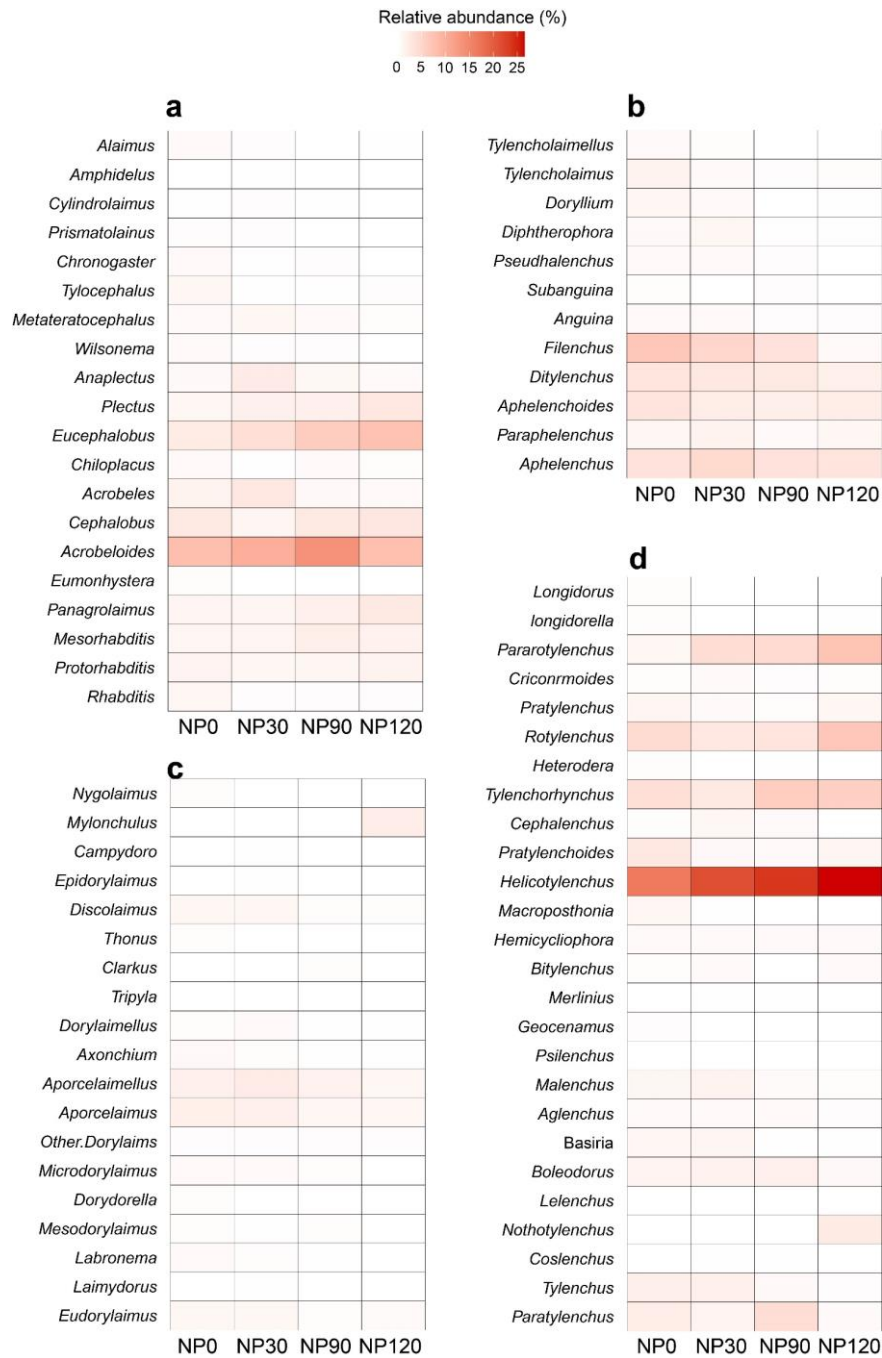 Relative abundance (%)
0 5 10 15 20 25
a
Alaimus
Amphidelus
Cylindrolaimus
Prismatolainus
Chronogaster
Tylocephalus
Metateratocephalus
Wilsonema
Anaplectus
Plectus
Eucephalobus
Chiloplacus
Acrobeles
Cephalobus
Acrobeloides
Eumonhystera
Panagrolaimus
Mesorhabditis
Protorhabditis
Rhabditis
NP0 NP30 NP90 NP120
b
Tylencholaimellus
Tylencholaimus
Doryllium
Diphtherophora
Pseudhalenchus
Subanguina
Anguina
Filenchus
Ditylenchus
Aphelenchoides
Paraphelenchus
Aphelenchus
NP0 NP30 NP90 NP120
c
Nygolaimus
Mylonchulus
Campydoro
Epidorylaimus
Discolaimus
Thonus
Clarkus
Tripyla
Dorylaimellus
Axonchium
Aporcelaimellus
Aporcelaimus
Other.Dorylaims
Microdorylaimus
Dorydorella
Mesodorylaimus
Labronema
Laimydorus
Eudorylaimus
NP0 NP30 NP90 NP120
d
Longidorus
longidorella
Pararotylenchus
Criconrmoides
Pratylenchus
Rotylenchus
Heterodera
Tylenchorhynchus
Cephalenchus
Pratylenchoides
Helicotylenchus
Macroposthonia
Hemicycliophora
Bitylenchus
Merlinius
Geocenamus
Psilenchus
Malenchus
Aglenchus
Basiria
Boleodorus
Lelenchus
Nothotylenchus
Coslenchus
Tylenchus
Paratylenchus
NP0 NP30 NP90 NP120